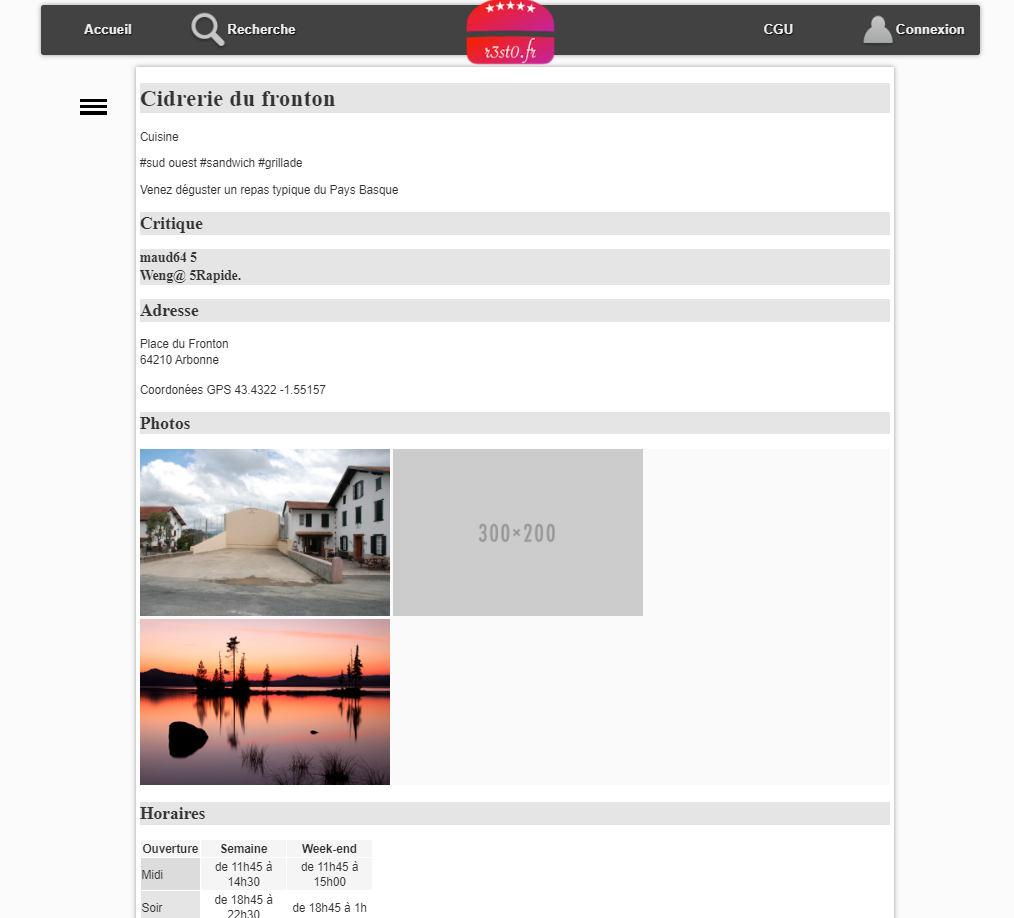 Accueil
Recherche
r3st0.fr
CGU
Connexion
Cidrerie du fronton
Cuisine
#sud ouest #sandwich #grillade
Venez déguster un repas typique du Pays Basque
Critique
maud64 5
Weng@ 5Rapide.
Adresse
Place du Fronton
64210 Arbonne
Coordonées GPS 43.4322 -1.55157
Photos
300×200
Horaires
Ouverture Semaine Week-end
Midi de 11h45 à 14h30 de 11h45 à 15h00
Soir de 18h45 à 22h30 de 18h45 à 1h